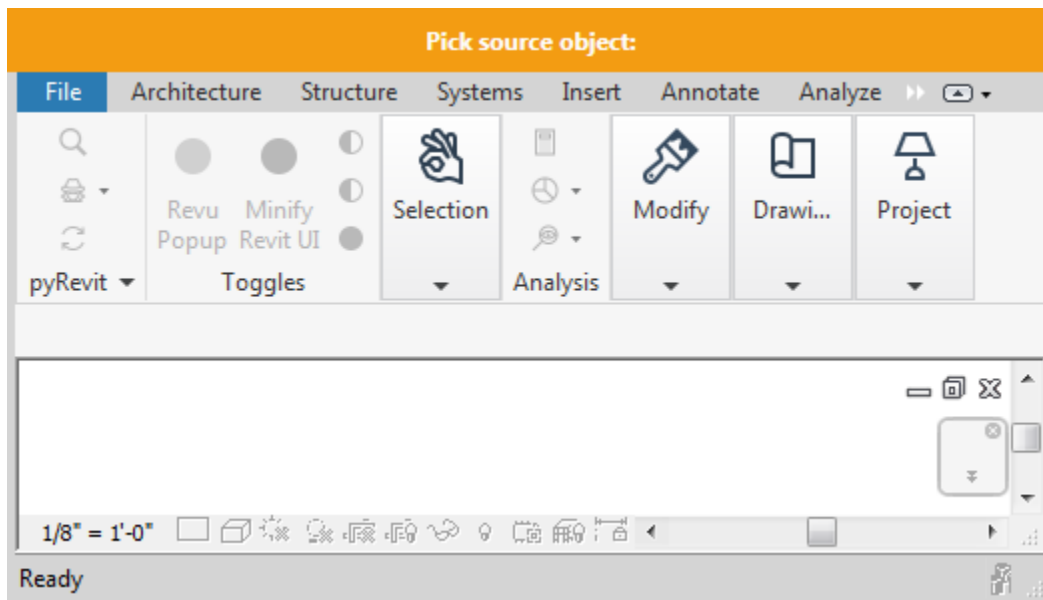 Pick source object:
File Architecture Structure Systems Insert Annotate Analyze
Revu Minify Selection Modify Drawi... Project
Popup Revit UI
pyRevit Toggles Analysis
1/8" = 1'-0"
Ready